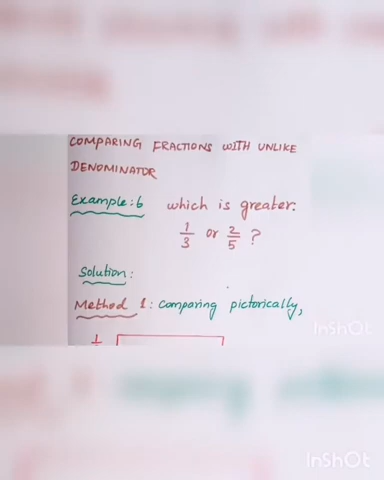 COMPARING FRACTIONS WITH UNLIKE
DENOMINATOR
Example:6 which is greater.
1/3 or 2/5 ?
Solution:
Method 1: Comparing pictorically,
InShOt
InShOt